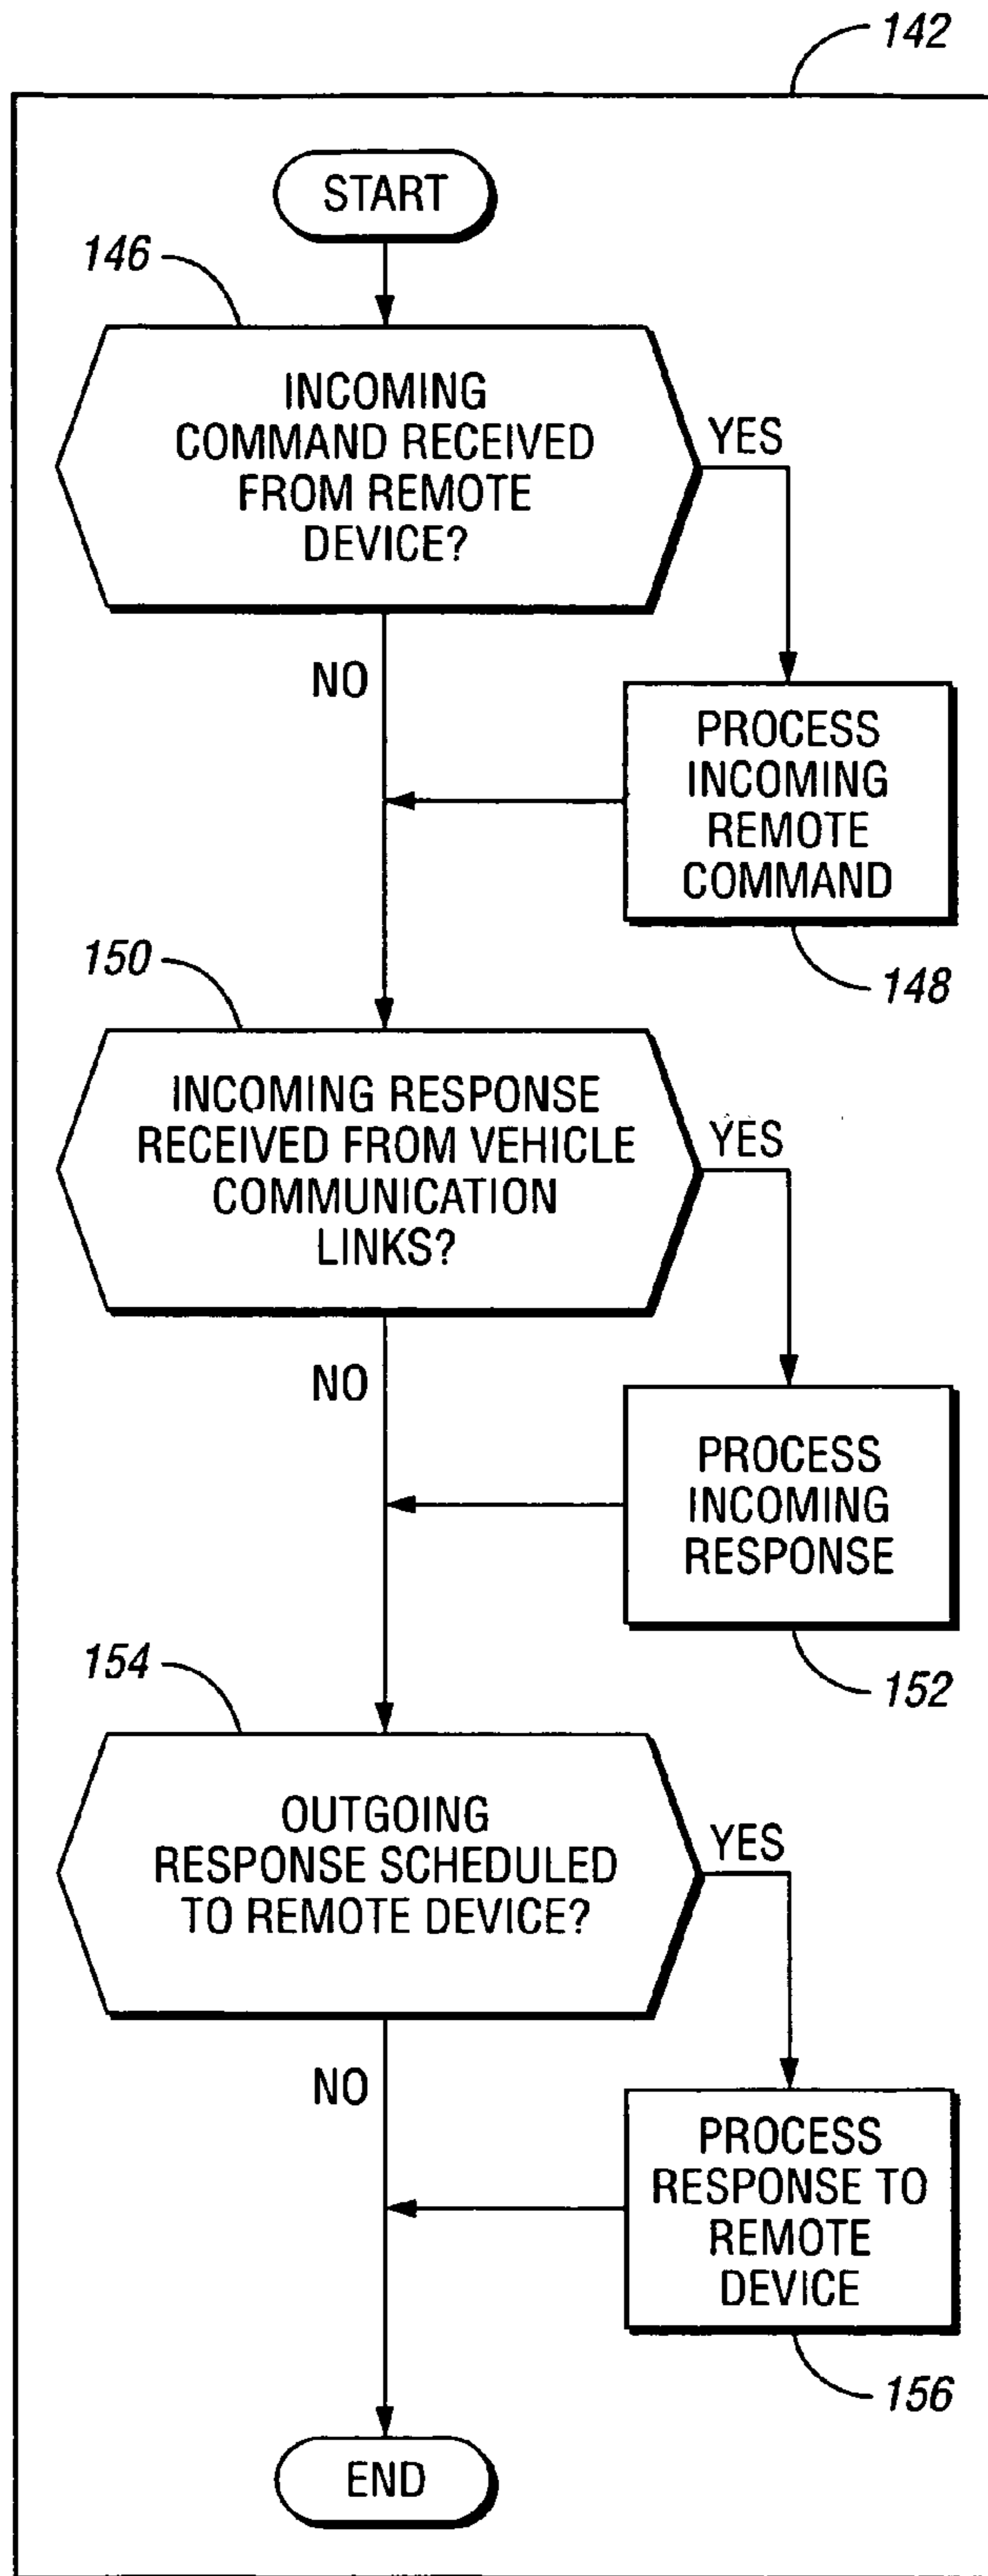 142
START
146
INCOMING
COMMAND RECEIVED
FROM REMOTE
DEVICE?
YES
NO
PROCESS
INCOMING
REMOTE
COMMAND
148
150
INCOMING RESPONSE
RECEIVED FROM VEHICLE
COMMUNICATION
LINKS?
YES
NO
PROCESS
INCOMING
RESPONSE
152
154
OUTGOING
RESPONSE SCHEDULED
TO REMOTE DEVICE?
YES
NO
PROCESS
RESPONSE TO
REMOTE
DEVICE
156
END